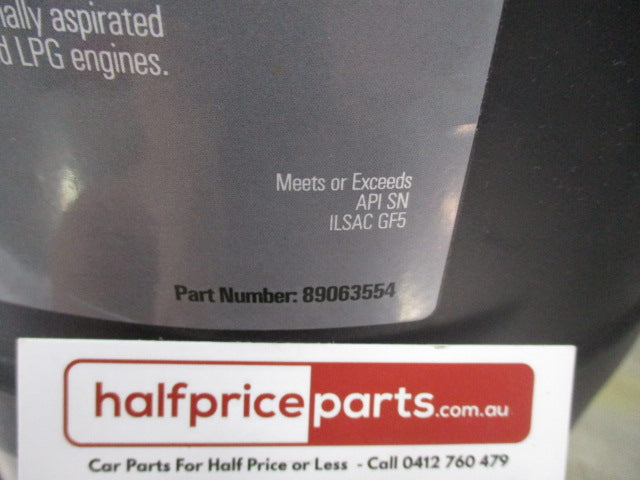 aspirated
LPG engines.
Meets or Exceeds
API SN
ILSAC GF5
Part Number: 89063554
halfpriceparts.com.au
Car Parts For Half Price or Less - Call 0412 760 479